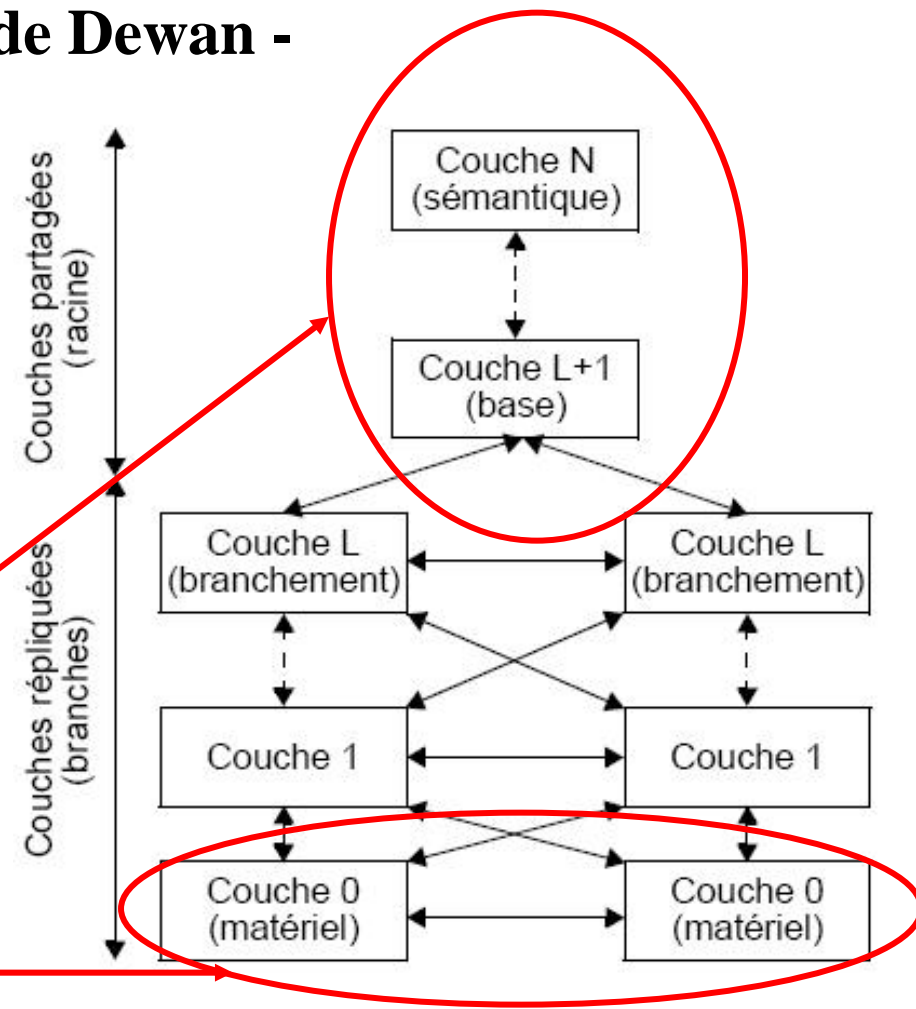 de Dewan -
Couches partagées
(racine)
Couche N
(sémantique)
Couche L+1
(base)
Couches répliquées
(branches)
Couche L
(branchement)
Couche L
(branchement)
Couche 1
Couche 1
Couche 0
(matériel)
Couche 0
(matériel)